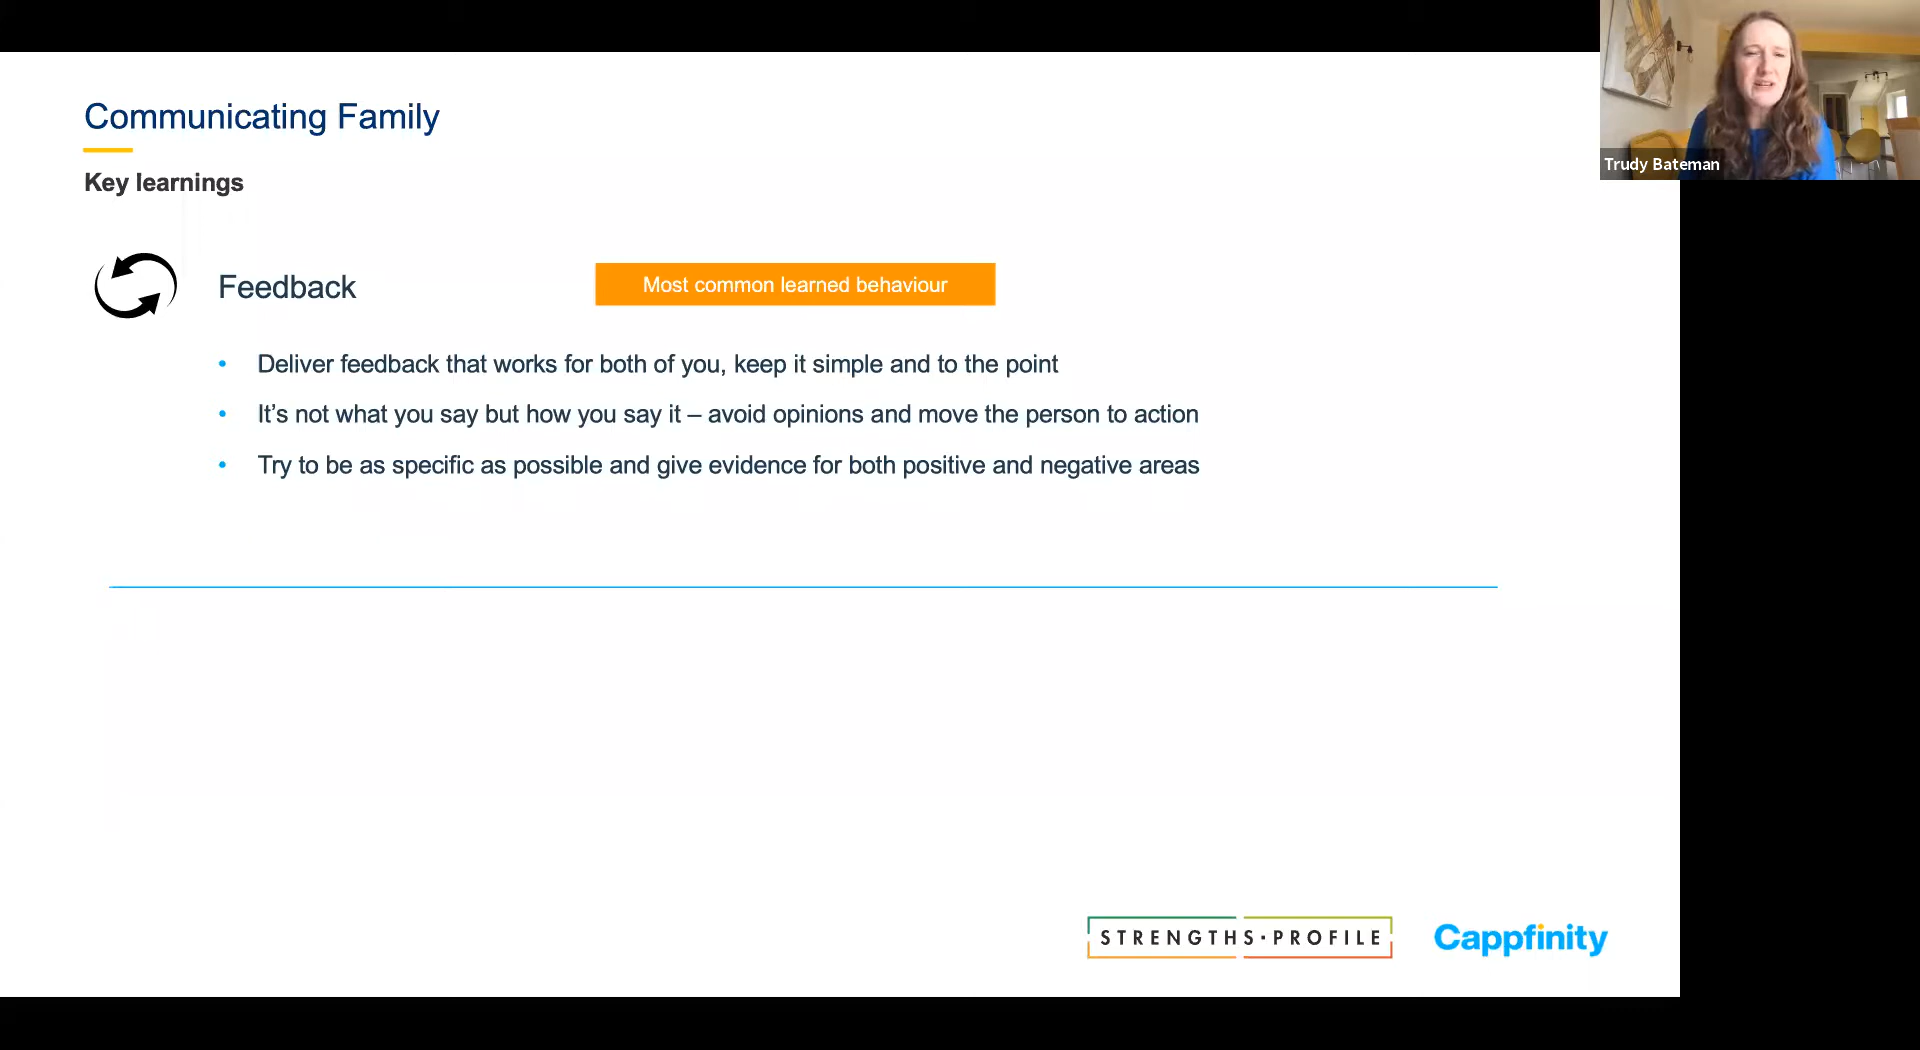 Communicating Family
Key learnings
Feedback
Most common learned behaviour
• Deliver feedback that works for both of you, keep it simple and to the point
• It's not what you say but how you say it – avoid opinions and move the person to action
• Try to be as specific as possible and give evidence for both positive and negative areas
STRENGTHS·PROFILE
Cappfinity
Trudy Bateman